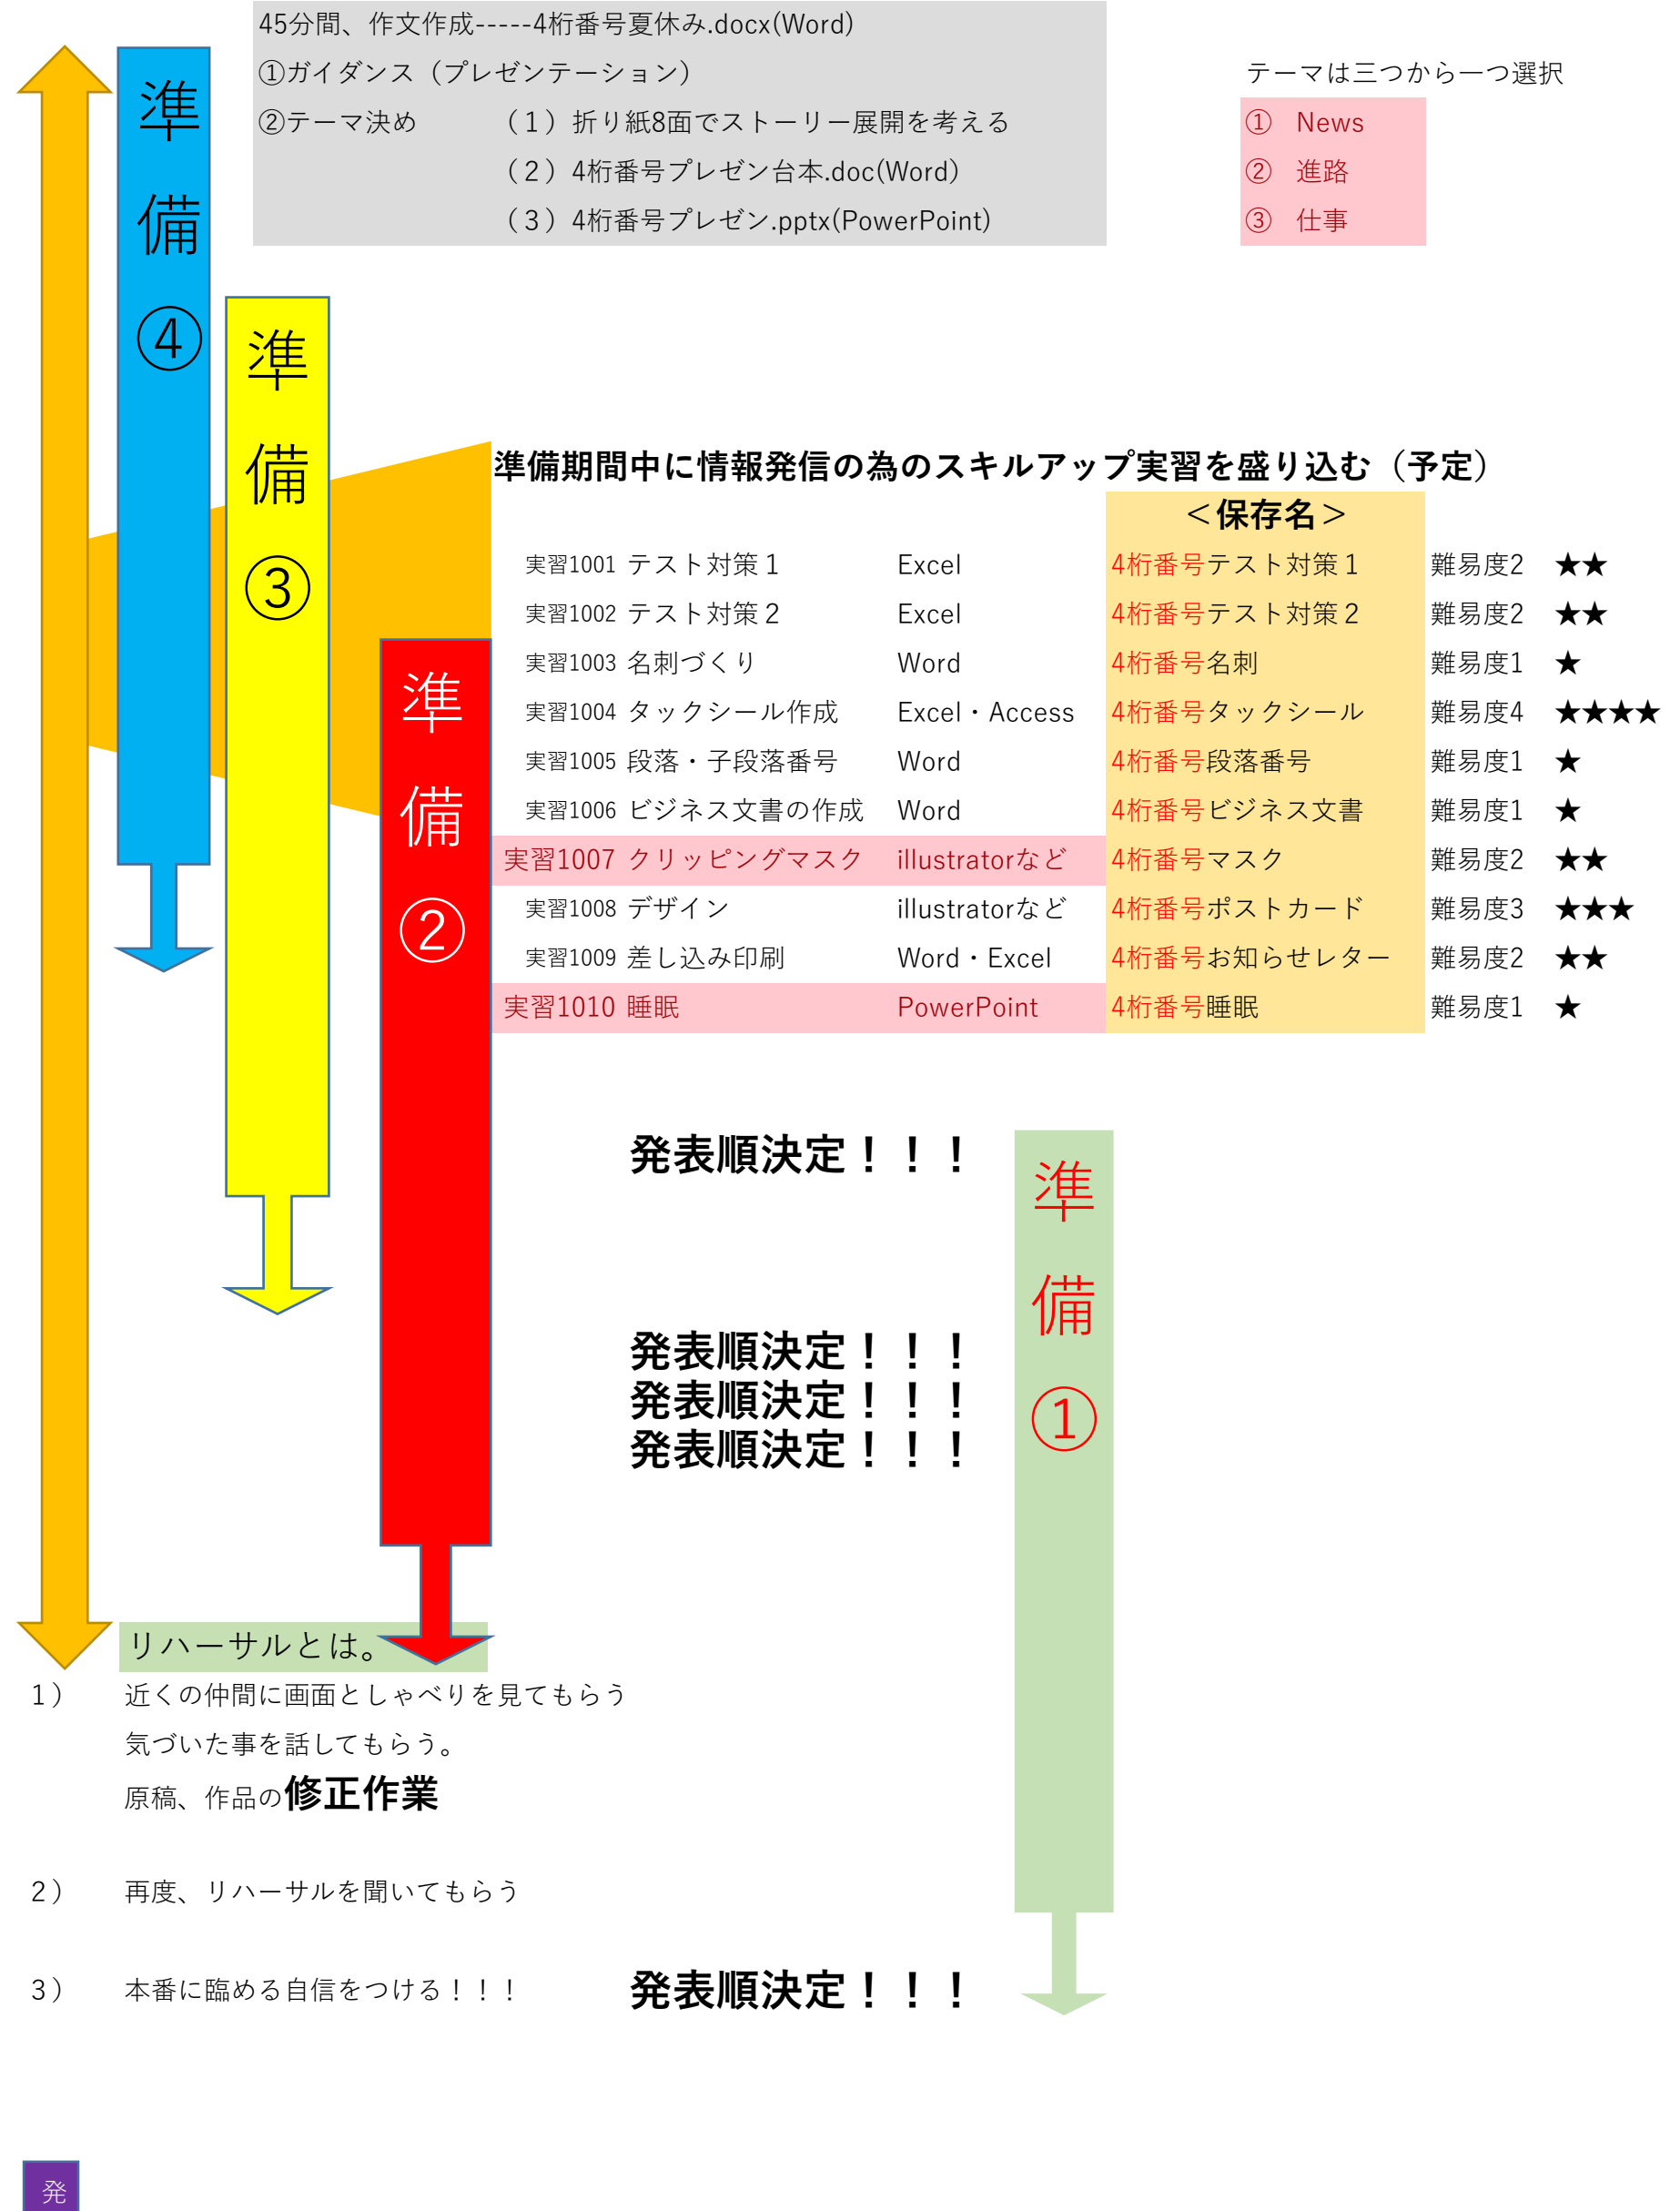 45分間、作文作成-----4桁番号夏休み.docx(Word)
①ガイダンス（プレゼンテーション）
②テーマ決め （１）折り紙8面でストーリー展開を考える
（２）4桁番号プレゼン台本.doc(Word)
（３）4桁番号プレゼン.pptx(PowerPoint)
テーマは三つから一つ選択
① News
② 進路
③ 仕事
準備④
準備③
準備②
準備期間中に情報発信の為のスキルアップ実習を盛り込む（予定）
＜保存名＞
実習1001 テスト対策１ Excel 4桁番号テスト対策１ 難易度2 ★★
実習1002 テスト対策２ Excel 4桁番号テスト対策２ 難易度2 ★★
実習1003 名刺づくり Word 4桁番号名刺 難易度1 ★
実習1004 タックシール作成 Excel・Access 4桁番号タックシール 難易度4 ★★★★
実習1005 段落・子段落番号 Word 4桁番号段落番号 難易度1 ★
実習1006 ビジネス文書の作成 Word 4桁番号ビジネス文書 難易度1 ★
実習1007 クリッピングマスク illustratorなど 4桁番号マスク 難易度2 ★★
実習1008 デザイン illustratorなど 4桁番号ポストカード 難易度3 ★★★
実習1009 差し込み印刷 Word・Excel 4桁番号お知らせレター 難易度2 ★★
実習1010 睡眠 PowerPoint 4桁番号睡眠 難易度1 ★
発表順決定！！！
準備①
発表順決定！！！
発表順決定！！！
発表順決定！！！
リハーサルとは。
１） 近くの仲間に画面としゃべりを見てもらう
気づいた事を話してもらう。
原稿、作品の修正作業
２） 再度、リハーサルを聞いてもらう
３） 本番に臨める自信をつける！！！ 発表順決定！！！
発